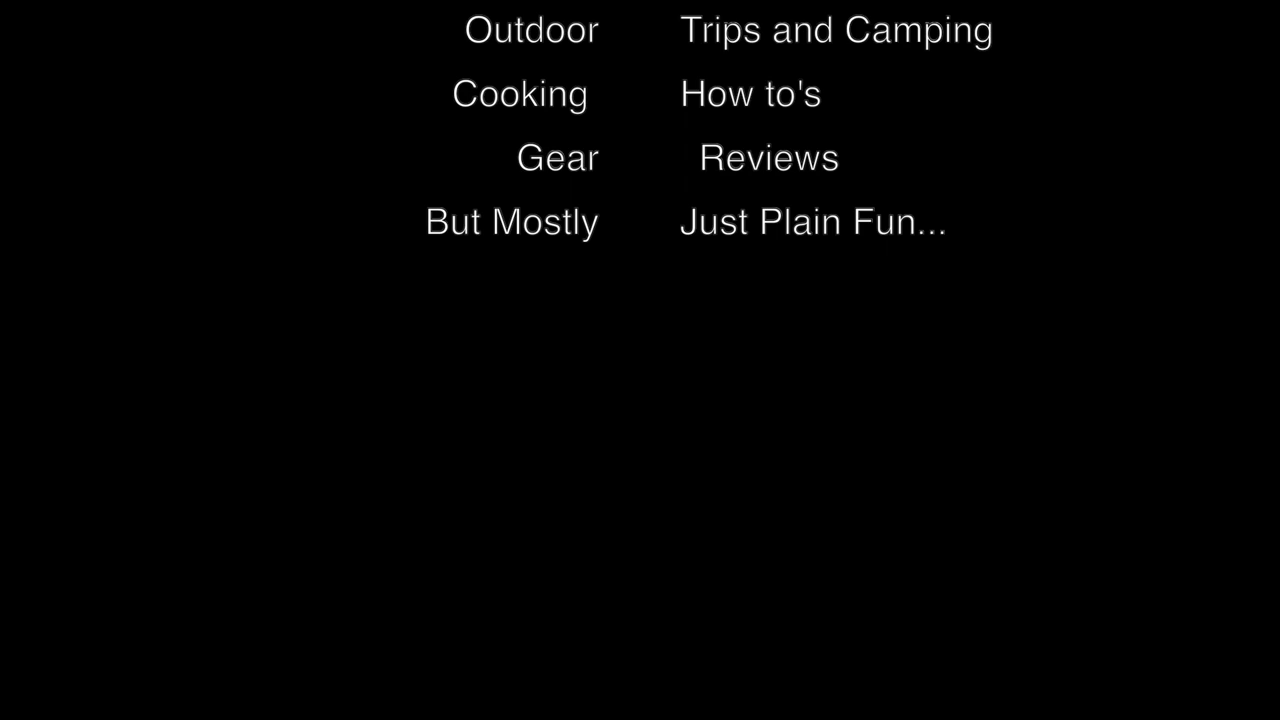 Outdoor Trips and Camping
Cooking How to's
Gear Reviews
But Mostly Just Plain Fun...